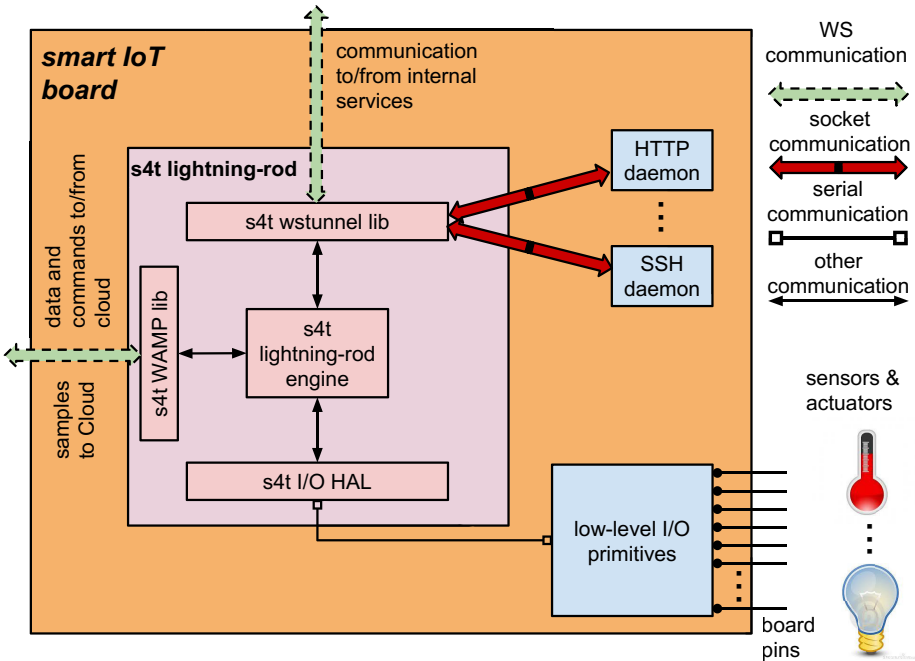 smart IoT
board
communication
to/from internal
services
WS
communication
socket
communication
serial
communication
other
communication
s4t lightning-rod
s4t wstunnel lib
HTTP
daemon
SSH
daemon
data and
commands to/from
cloud
samples
to Cloud
s4t WAMP lib
s4t
lightning-rod
engine
s4t I/O HAL
low-level I/O
primitives
sensors &
actuators
board
pins